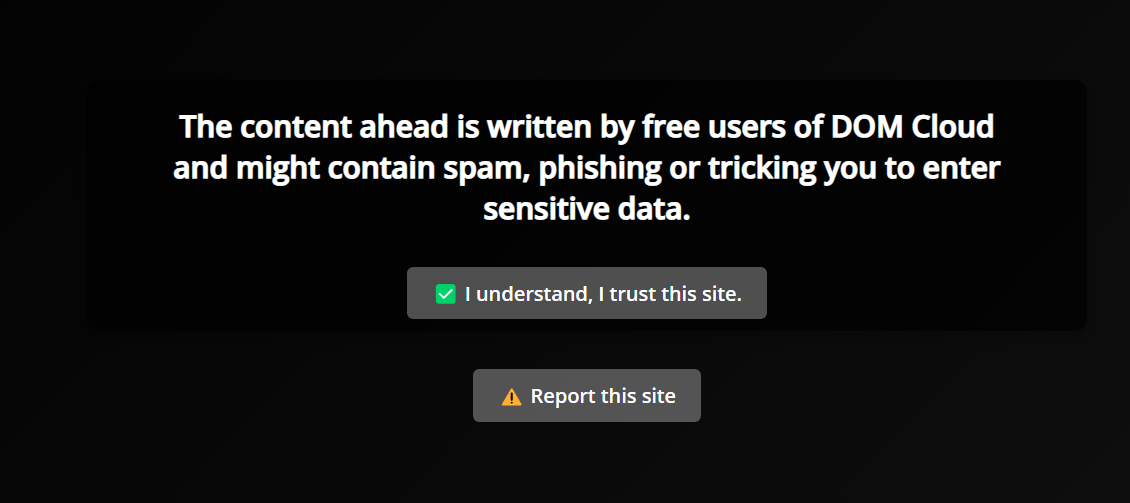 The content ahead is written by free users of DOM Cloud
and might contain spam, phishing or tricking you to enter
sensitive data.
✅ I understand, I trust this site.
⚠️ Report this site